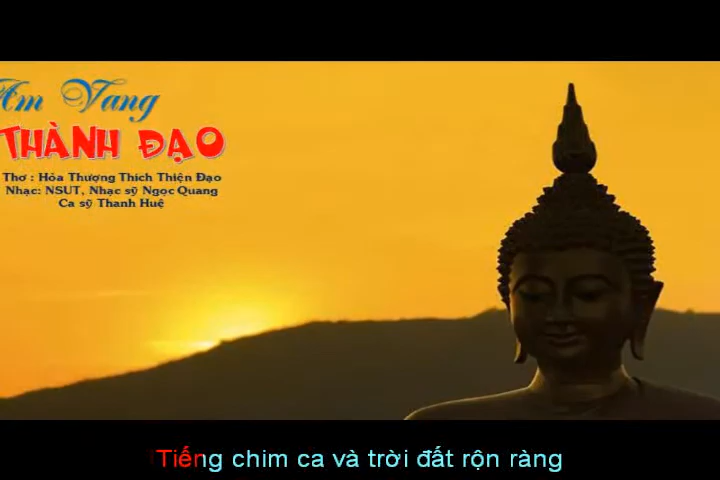 Âm Vang
THÀNH ĐẠO
Thơ : Hòa Thượng Thích Thiện Đạo
Nhạc: NSUT, Nhạc sỹ Ngọc Quang
Ca sỹ Thanh Huệ
Tiếng chim ca và trời đất rộn ràng